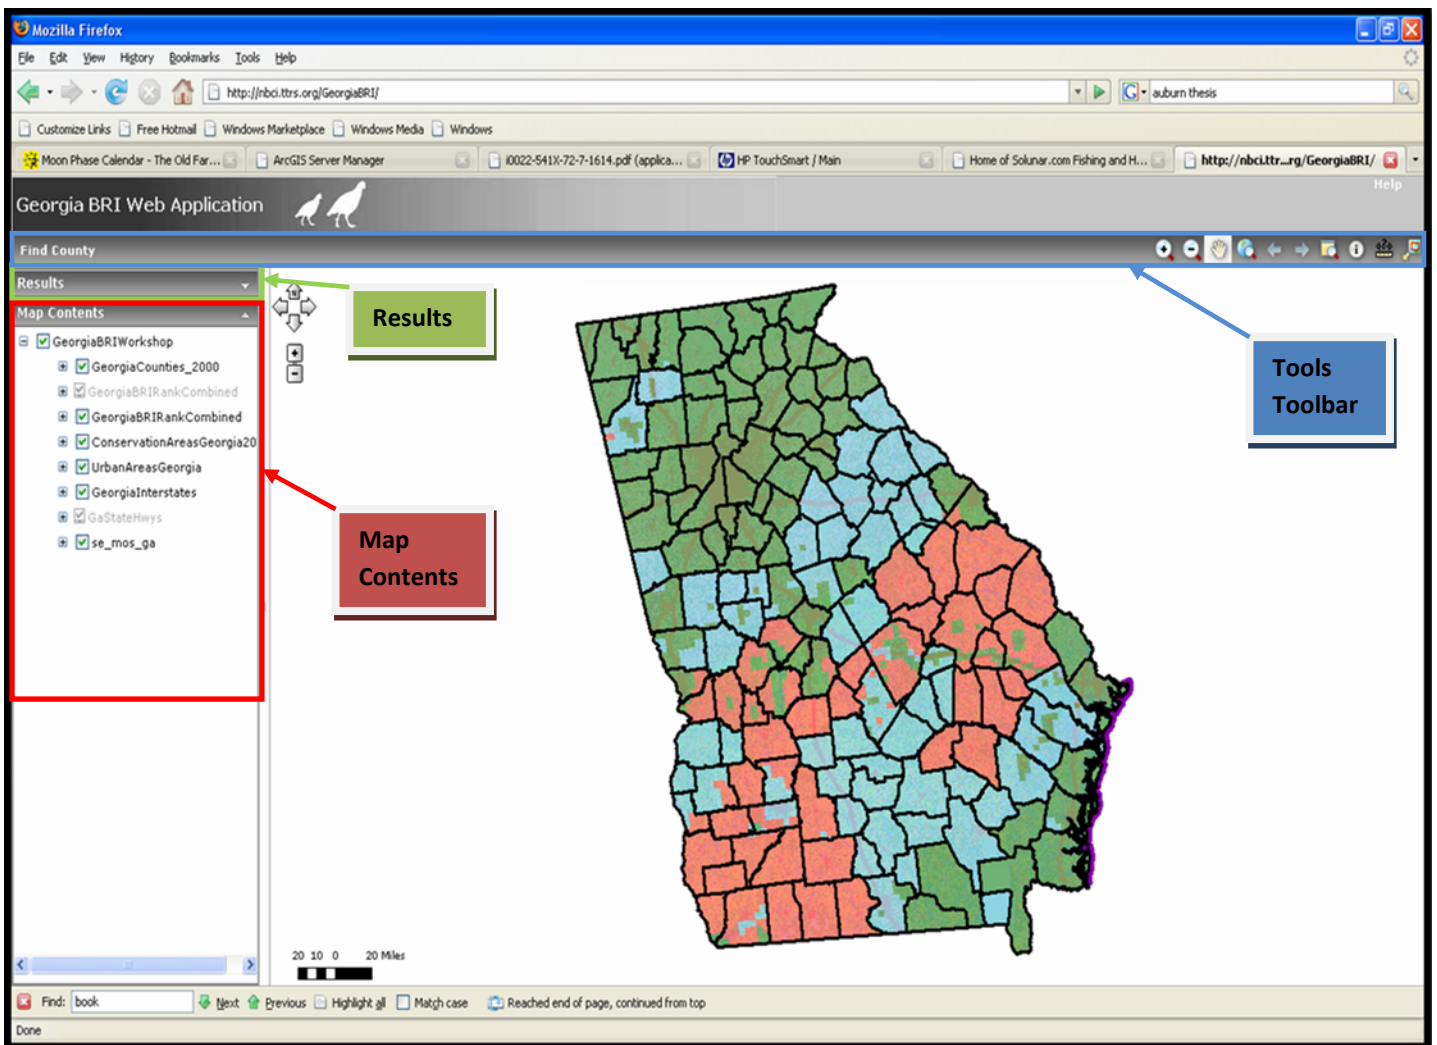 Mozilla Firefox
File Edit View History Bookmarks Tools Help
http://nbci.ttrs.org/GeorgiaBRI/
G auburn thesis
Customize Links Free Hotmail Windows Marketplace Windows Media Windows
Moon Phase Calendar - The Old Far... ArcGIS Server Manager i0022-541X-72-7-1614.pdf (applica... HP TouchSmart / Main Home of Solunar.com Fishing and H... http://nbci.ttr...rg/GeorgiaBRI/
Help
Georgia BRI Web Application
Find County
Results
Map Contents
GeorgiaBRIWorkshop
GeorgiaCounties_2000
GeorgiaBRIRankCombined
GeorgiaBRIRankCombined
ConservationAreasGeorgia20
UrbanAreasGeorgia
GeorgiaInterstates
GaStateHwys
se_mos_ga
N
Results
Tools
Toolbar
Map
Contents
20 10 0 20 Miles
Find: book Next Previous Highlight all Match case Reached end of page, continued from top
Done